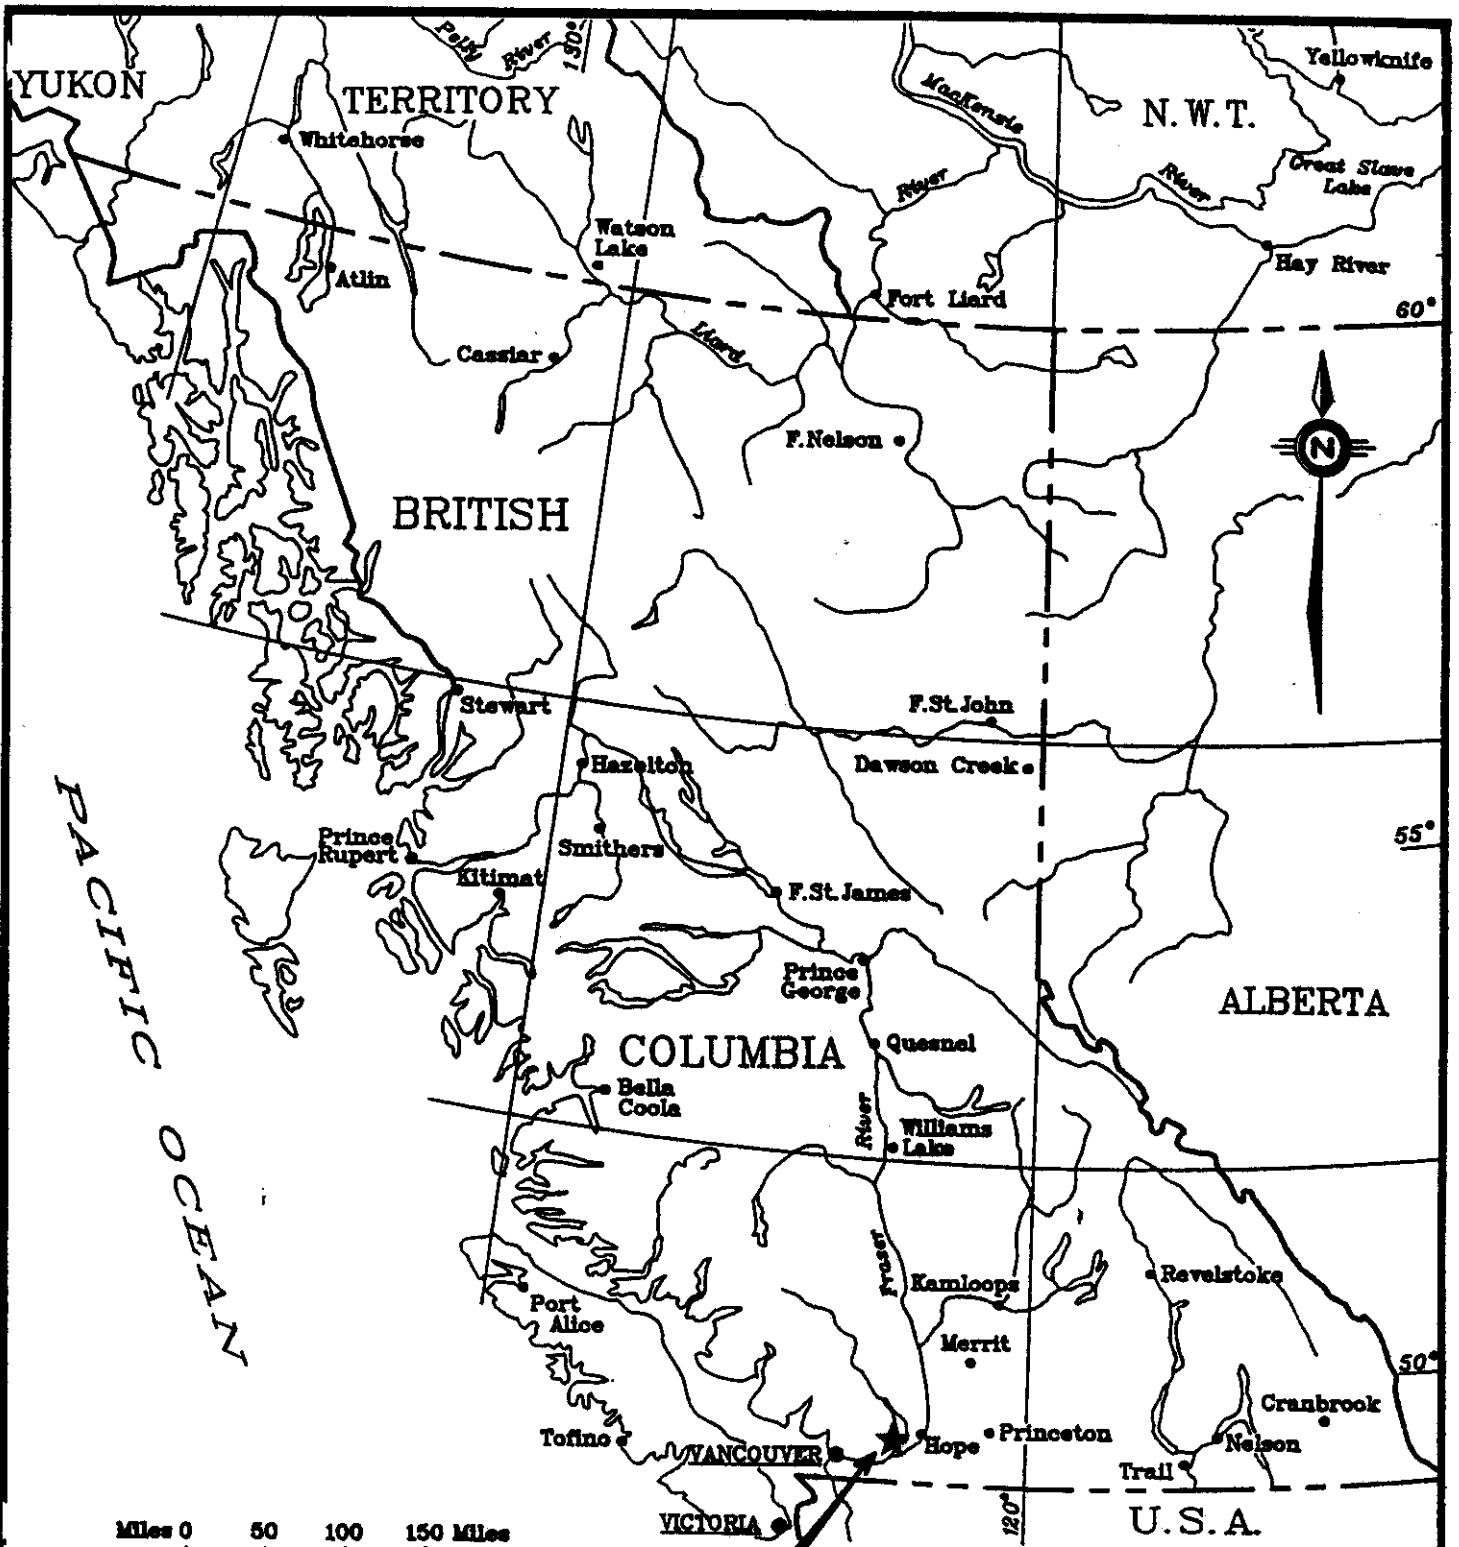 Pelly
River
130°
Yellowknife
YUKON
TERRITORY
MacKensie
N.W.T.
Whitehorse
River
River
Great Slave
Lake
Watson
Lake
Hay River
Atlin
Fort Liard
60°
Cassiar
Liard
F.Nelson
N
BRITISH
Stewart
F.St.John
Hazelton
Dawson Creek
55°
Prince
Rupert
Smithers
Kitimat
F.St.James
PACIFIC OCEAN
Prince
George
ALBERTA
COLUMBIA
Quesnel
Bella
Coola
River
Williams
Lake
Fraser
Kamloops
Revelstoke
Port
Alice
Merrit
50°
Cranbrook
Tofino
VANCOUVER
Hope
Princeton
Nelson
Trail
120°
U.S.A.
VICTORIA
Miles 0 50 100 150 Miles